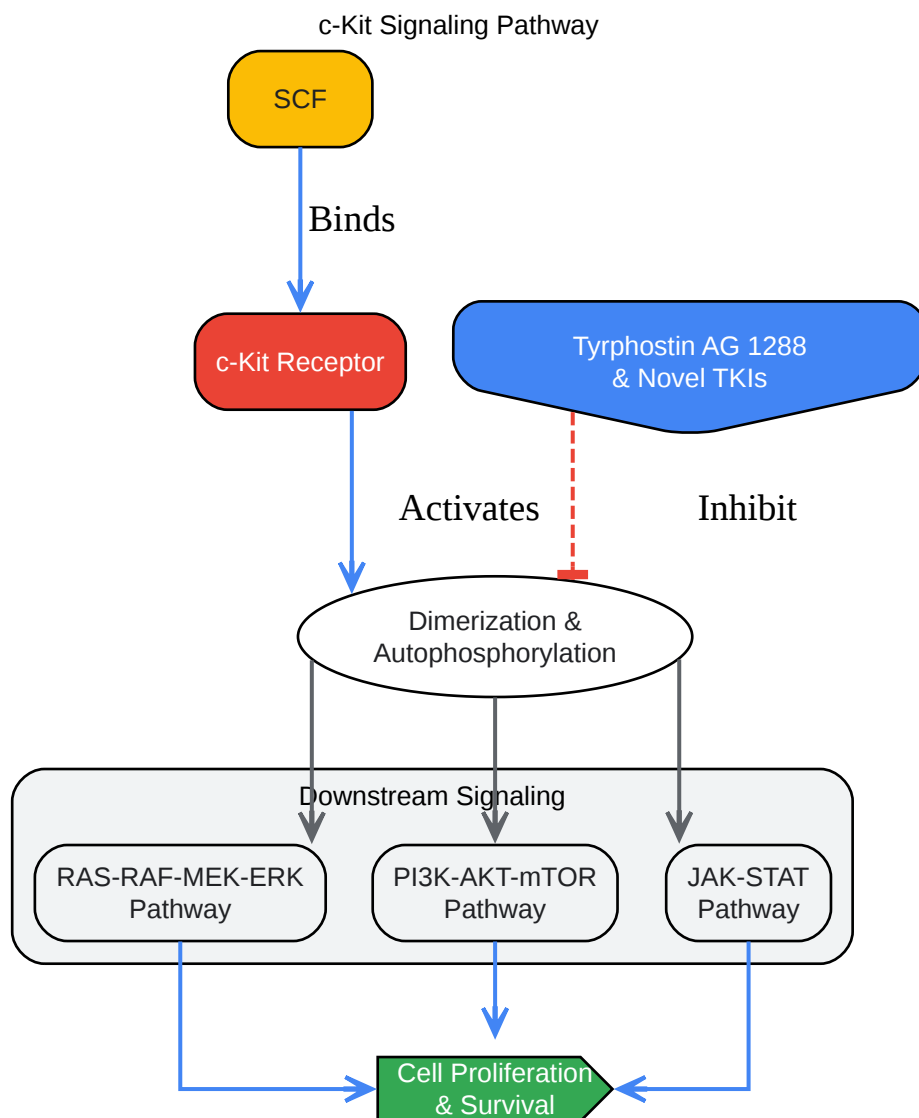 c-Kit Signaling Pathway
SCF
Binds
c-Kit Receptor
Tyrphostin AG 1288
& Novel TKIs
Activates
Inhibit
Dimerization &
Autophosphorylation
Downstream Signaling
RAS-RAF-MEK-ERK
Pathway
PI3K-AKT-mTOR
Pathway
JAK-STAT
Pathway
Cell Proliferation
& Survival